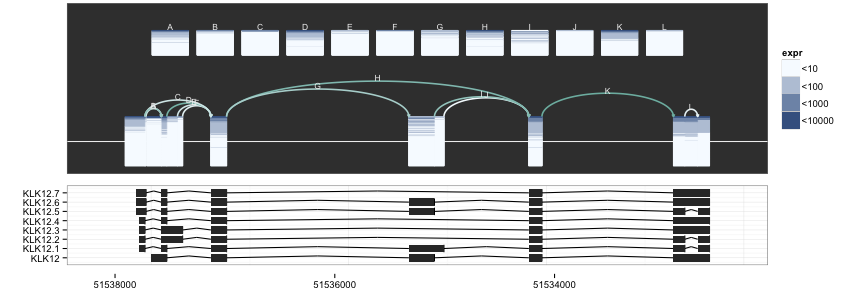 A B C D E F G H I J K L
expr
<10
<100
<1000
<10000
H
G
K
C
L
KLK12.7
KLK12.6
KLK12.5
KLK12.4
KLK12.3
KLK12.2
KLK12.1
KLK12
51538000 51536000 51534000